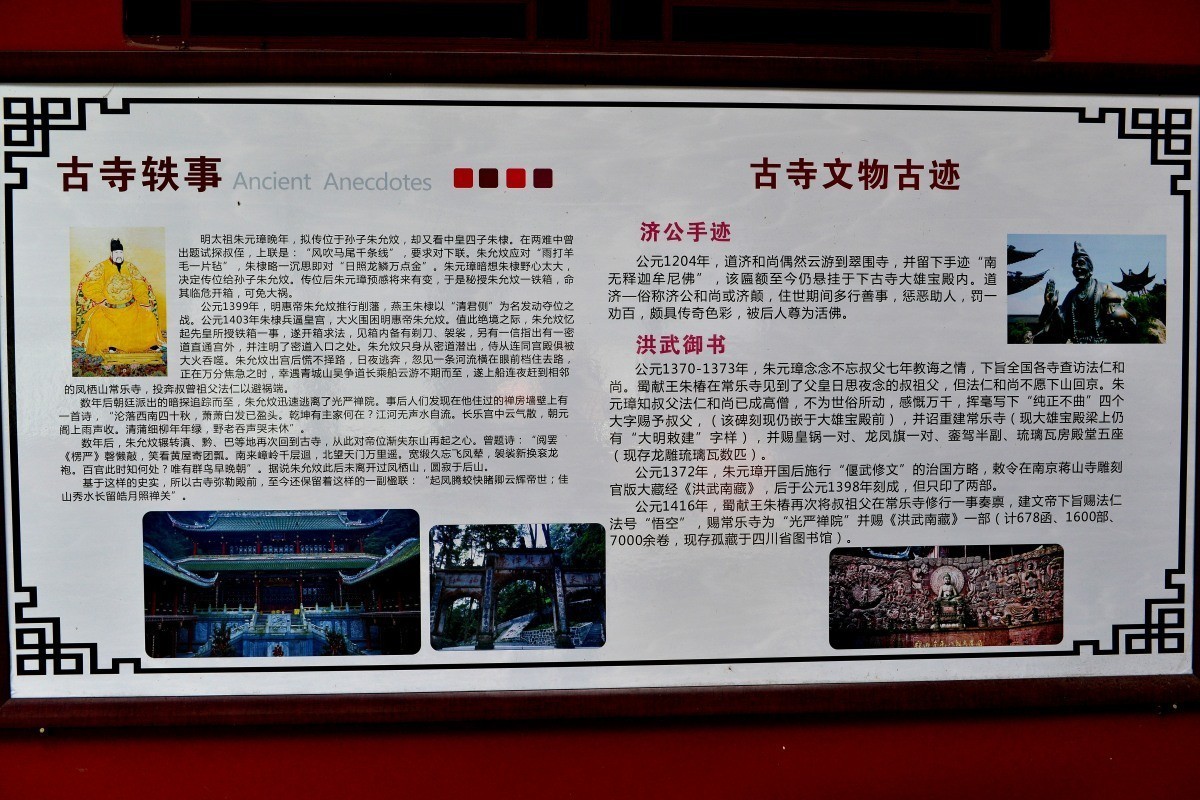 古寺轶事 Ancient Anecdotes
明太祖朱元璋晚年，拟传位于孙子朱允炆，却又看中皇四子朱棣。在两难中曾
出题试探叔侄，上联是：“风吹马尾千条线”，要求对下联。朱允炆应对“雨打羊
毛一片毡”，朱棣略一沉思即对“日照龙鳞万点金”。朱元璋暗想朱棣野心太大，
决定传位给孙子朱允炆。传位后朱元璋预感将来有变，于是秘授朱允炆一铁箱，命
其临危开箱，可免大祸。
公元1399年，明惠帝朱允炆推行削藩，燕王朱棣以“清君侧”为名发动夺位之
战。公元1403年朱棣兵逼皇宫，大火围困明惠帝朱允炆。值此绝境之际，朱允炆忆
起先皇所授铁箱一事，遂开箱求法，见箱内备有剃刀、袈裟，另有一信指出有一密
道直通宫外，并注明了密道入口之处。朱允炆只身从密道潜出，侍从连同宫殿俱被
大火吞噬。朱允炆出宫后慌不择路，日夜逃奔，忽见一条河流横在眼前档住去路，
正在万分焦急之时，幸遇青城山吴争道长乘船云游不期而至，遂上船连夜赶到相邻
的凤栖山常乐寺，投奔叔曾祖父法仁以避祸端。
数年后朝廷派出的暗探追踪而至，朱允炆迅速逃离了光严禅院。事后人们发现在他住过的禅房墙壁上有
一首诗，“沦落西南四十秋，萧萧白发已盈头。乾坤有主家何在？江河无声水自流。长乐宫中云气散，朝元
阁上雨声收。清蒲细柳年年绿，野老吞声哭未休”。
数年后，朱允炆辗转滇、黔、巴等地再次回到古寺，从此对帝位渐失东山再起之心。曾题诗：“阅罢
《楞严》磬懒敲，笑看黄屋寄团瓢。南来嶂岭千层迴，北望天门万里遥。宽缎久忘飞凤辇，袈裟新换衮龙
袍。百官此时知何处？唯有群鸟早晚朝”。据说朱允炆此后未离开过凤栖山，圆寂于后山。
基于这样的史实，所以古寺弥勒殿前，至今还保留着这样的一副楹联：“起凤腾蛟快睹卿云辉帝世；佳
山秀水长留皓月照禅关”。
古寺文物古迹
济公手迹
公元1204年，道济和尚偶然云游到翠围寺，并留下手迹“南
无释迦牟尼佛”，该匾额至今仍悬挂于下古寺大雄宝殿内。道
济一俗称济公和尚或济颠，住世期间多行善事，惩恶助人，罚一
劝百，颇具传奇色彩，被后人尊为活佛。
洪武御书
公元1370-1373年，朱元璋念念不忘叔父七年教诲之情，下旨全国各寺查访法仁和
尚。蜀献王朱椿在常乐寺见到了父皇日思夜念的叔祖父，但法仁和尚不愿下山回京。朱
元璋知叔父法仁和尚已成高僧，不为世俗所动，感慨万千，挥毫写下“纯正不曲”四个
大字赐予叔父，（该碑刻现仍嵌于大雄宝殿前），并诏重建常乐寺（现大雄宝殿梁上仍
有“大明敕建”字样），并赐皇锅一对、龙凤旗一对、銮驾半副、琉璃瓦房殿堂五座
（现存龙雕琉璃瓦数匹）。
公元1372年，朱元璋开国后施行“偃武修文”的治国方略，敕令在南京蒋山寺雕刻
官版大藏经《洪武南藏》，后于公元1398年刻成，但只印了两部。
公元1416年，蜀献王朱椿再次将叔祖父在常乐寺修行一事奏禀，建文帝下旨赐法仁
法号“悟空”，赐常乐寺为“光严禅院”并赐《洪武南藏》一部（计678函、1600部、
7000余卷，现存孤藏于四川省图书馆）。